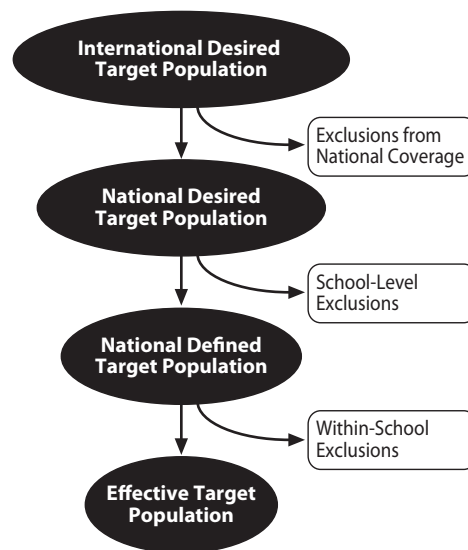 International Desired
Target Population
Exclusions from
National Coverage
National Desired
Target Population
School-Level
Exclusions
National Defined
Target Population
Within-School
Exclusions
Effective Target
Population